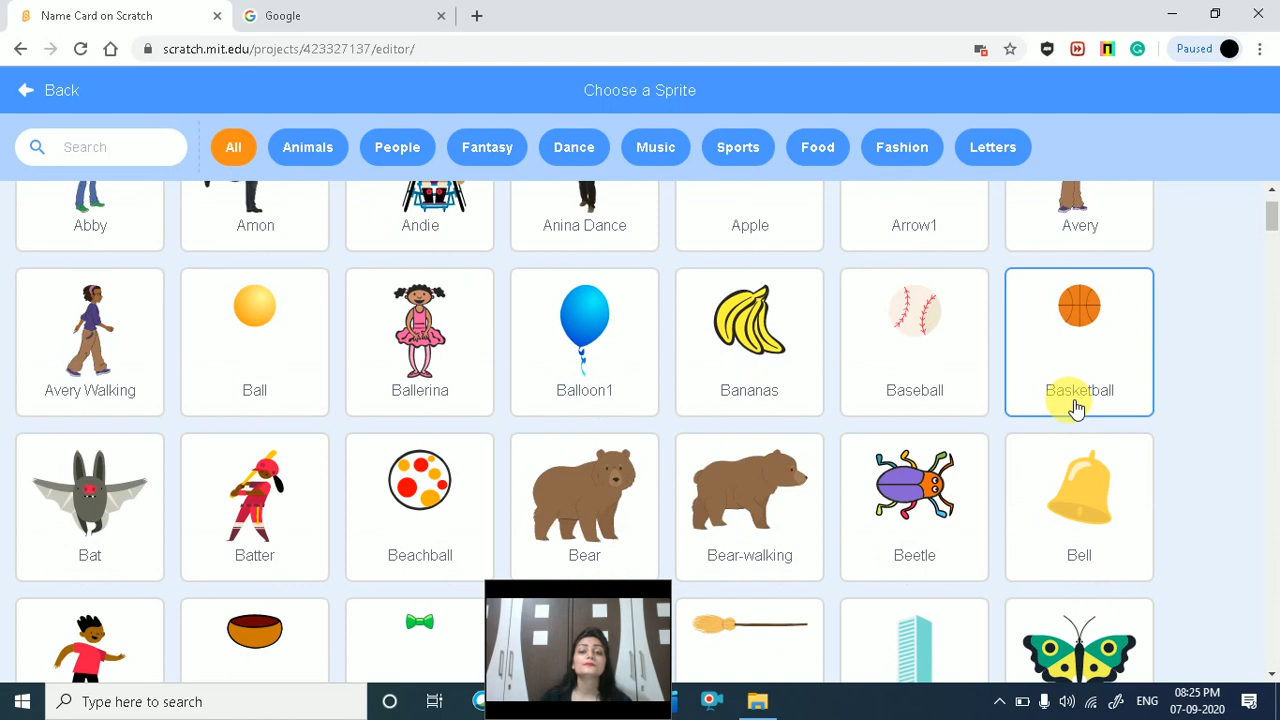 Name Card on Scratch
Google
scratch.mit.edu/projects/423327137/editor/
Paused
Back
Choose a Sprite
Search
All
Animals
People
Fantasy
Dance
Music
Sports
Food
Fashion
Letters
Abby
Amon
Andie
Anina Dance
Apple
Arrow1
Avery
Avery Walking
Ball
Ballerina
Balloon1
Bananas
Baseball
Basketball
Bat
Batter
Beachball
Bear
Bear-walking
Beetle
Bell
Type here to search
ENG
08:25 PM
07-09-2020